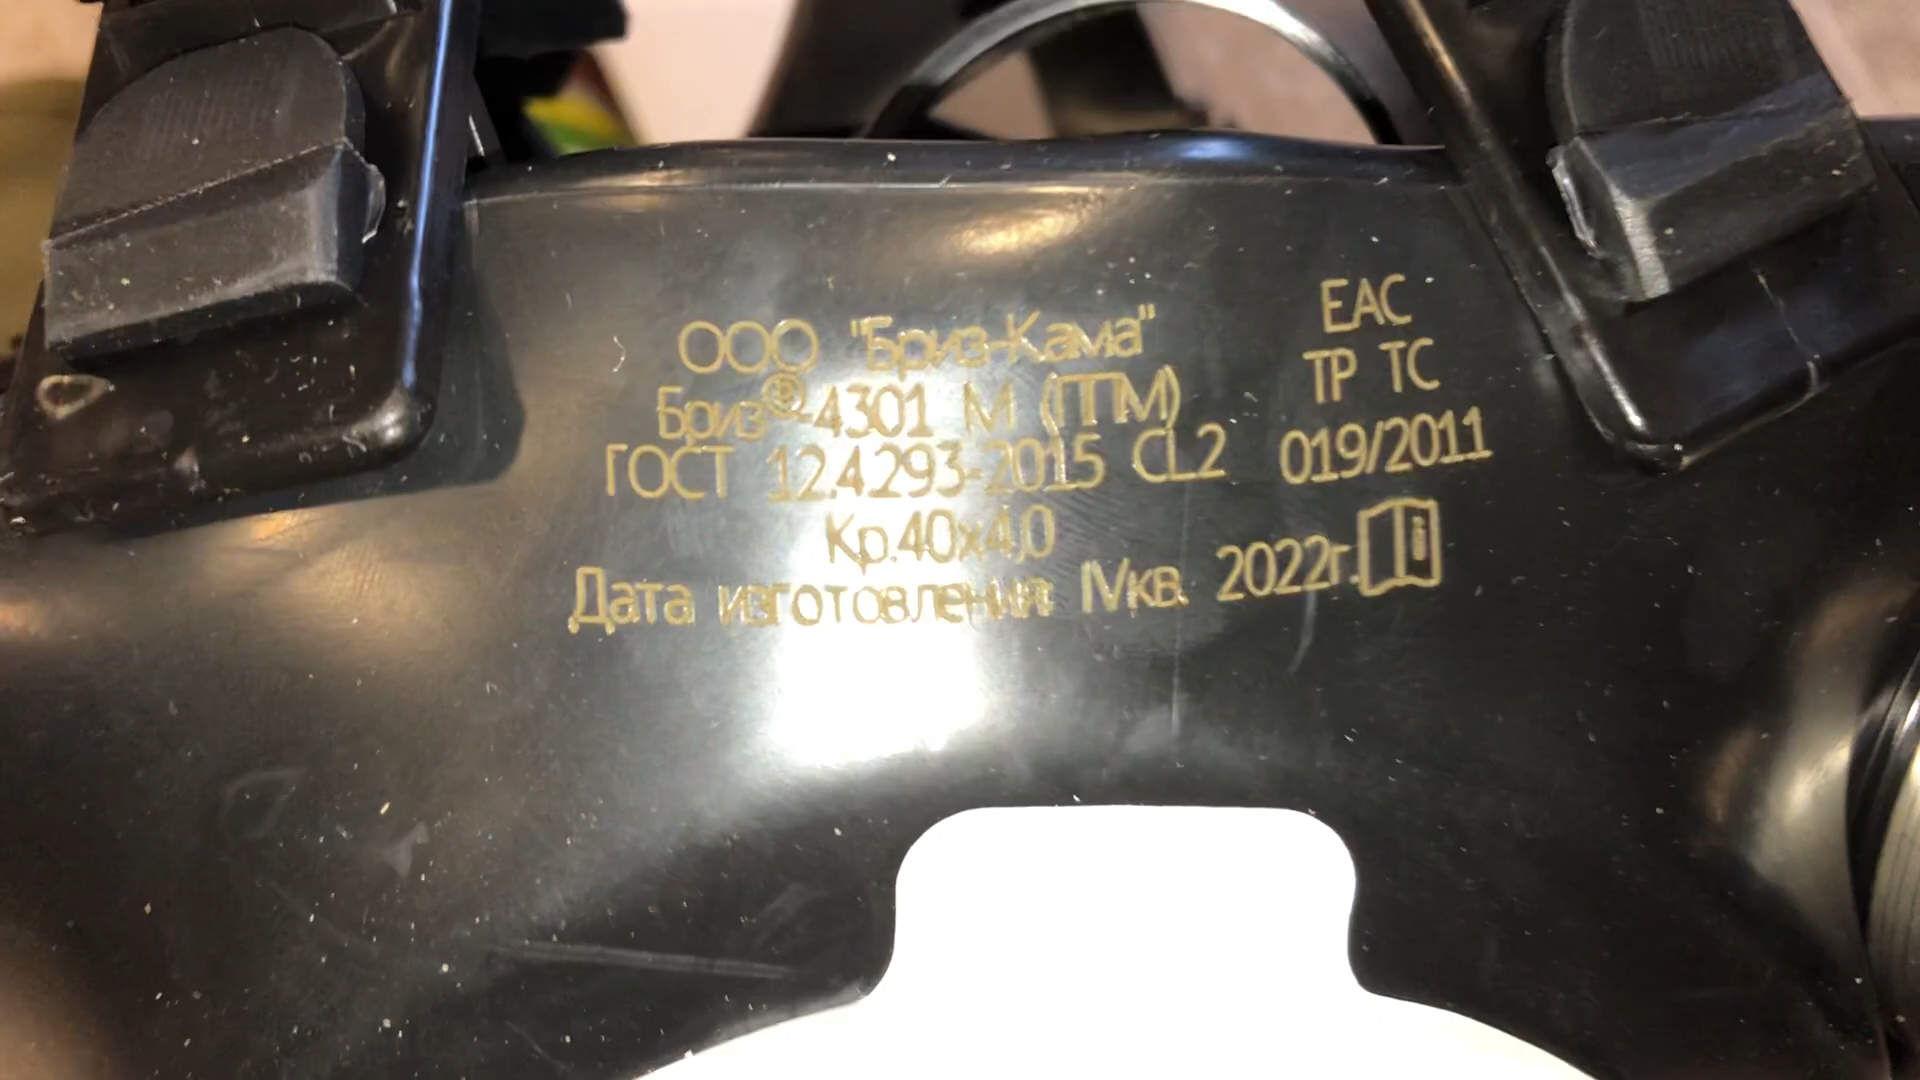 ООО "Бриз-Кама"
Бриз®-4301 М (ППМ)
ГОСТ 12.4.293-2015 CL2
Кр.40х4,0
Дата изготовления: IVкв. 2022г.
EAC
ТР ТС
019/2011